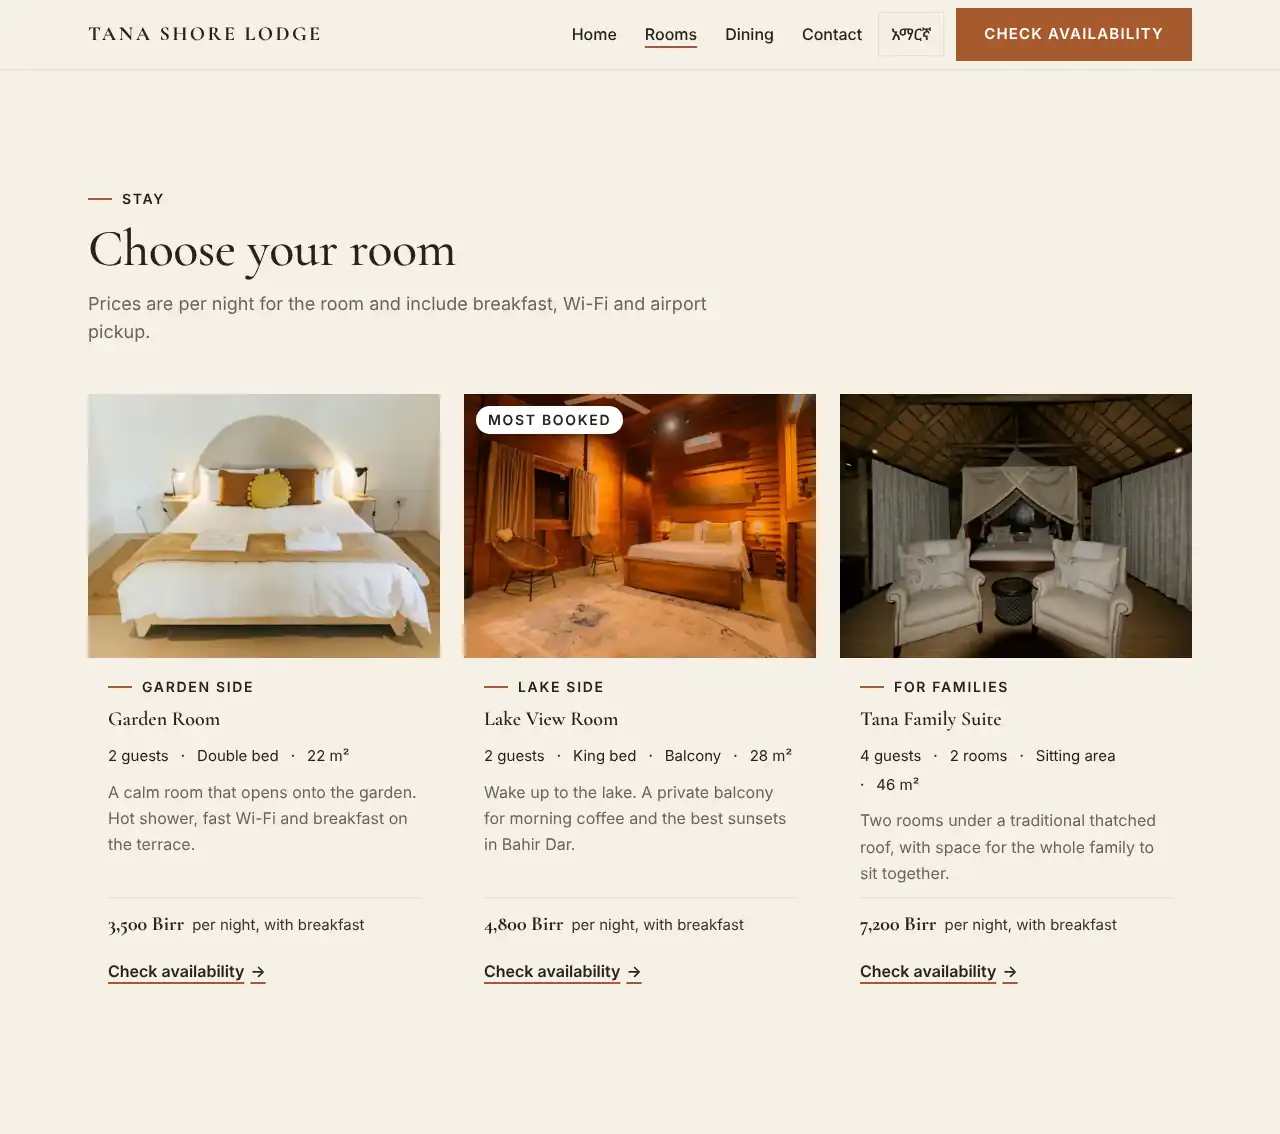 TANA SHORE LODGE
Home Rooms Dining Contact አማርኛ CHECK AVAILABILITY
STAY
Choose your room
Prices are per night for the room and include breakfast, Wi-Fi and airport
pickup.
MOST BOOKED
GARDEN SIDE
Garden Room
2 guests · Double bed · 22 m²
A calm room that opens onto the garden.
Hot shower, fast Wi-Fi and breakfast on
the terrace.
3,500 Birr per night, with breakfast
Check availability →
LAKE SIDE
Lake View Room
2 guests · King bed · Balcony · 28 m²
Wake up to the lake. A private balcony
for morning coffee and the best sunsets
in Bahir Dar.
4,800 Birr per night, with breakfast
Check availability →
FOR FAMILIES
Tana Family Suite
4 guests · 2 rooms · Sitting area
· 46 m²
Two rooms under a traditional thatched
roof, with space for the whole family to
sit together.
7,200 Birr per night, with breakfast
Check availability →